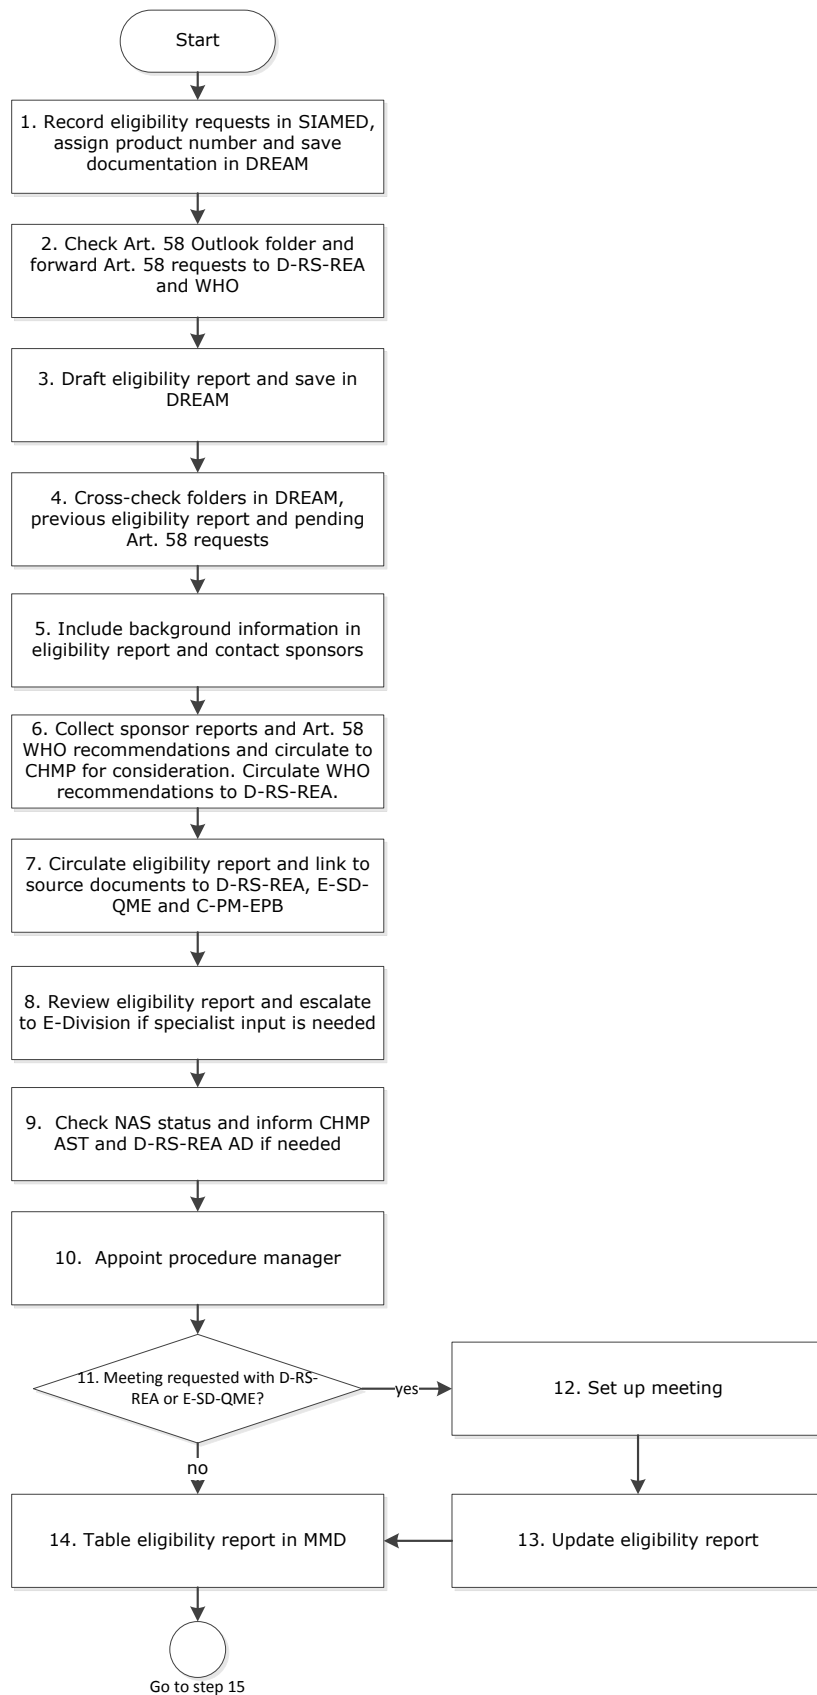 Start
1. Record eligibility requests in SIAMED,
assign product number and save
documentation in DREAM
2. Check Art. 58 Outlook folder and
forward Art. 58 requests to D-RS-REA
and WHO
3. Draft eligibility report and save in
DREAM
4. Cross-check folders in DREAM,
previous eligibility report and pending
Art. 58 requests
5. Include background information in
eligibility report and contact sponsors
6. Collect sponsor reports and Art. 58
WHO recommendations and circulate to
CHMP for consideration. Circulate WHO
recommendations to D-RS-REA.
7. Circulate eligibility report and link to
source documents to D-RS-REA, E-SD-
QME and C-PM-EPB
8. Review eligibility report and escalate
to E-Division if specialist input is needed
9. Check NAS status and inform CHMP
AST and D-RS-REA AD if needed
10. Appoint procedure manager
11. Meeting requested with D-RS-
REA or E-SD-QME?
yes
12. Set up meeting
no
14. Table eligibility report in MMD
13. Update eligibility report
Go to step 15